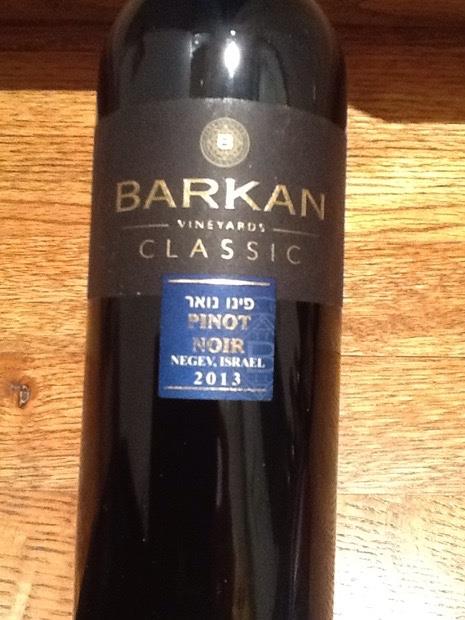 B
BARKAN
VINEYARDS
CLASSIC
פינו נואר
PINOT
NOIR
NEGEV, ISRAEL
2013